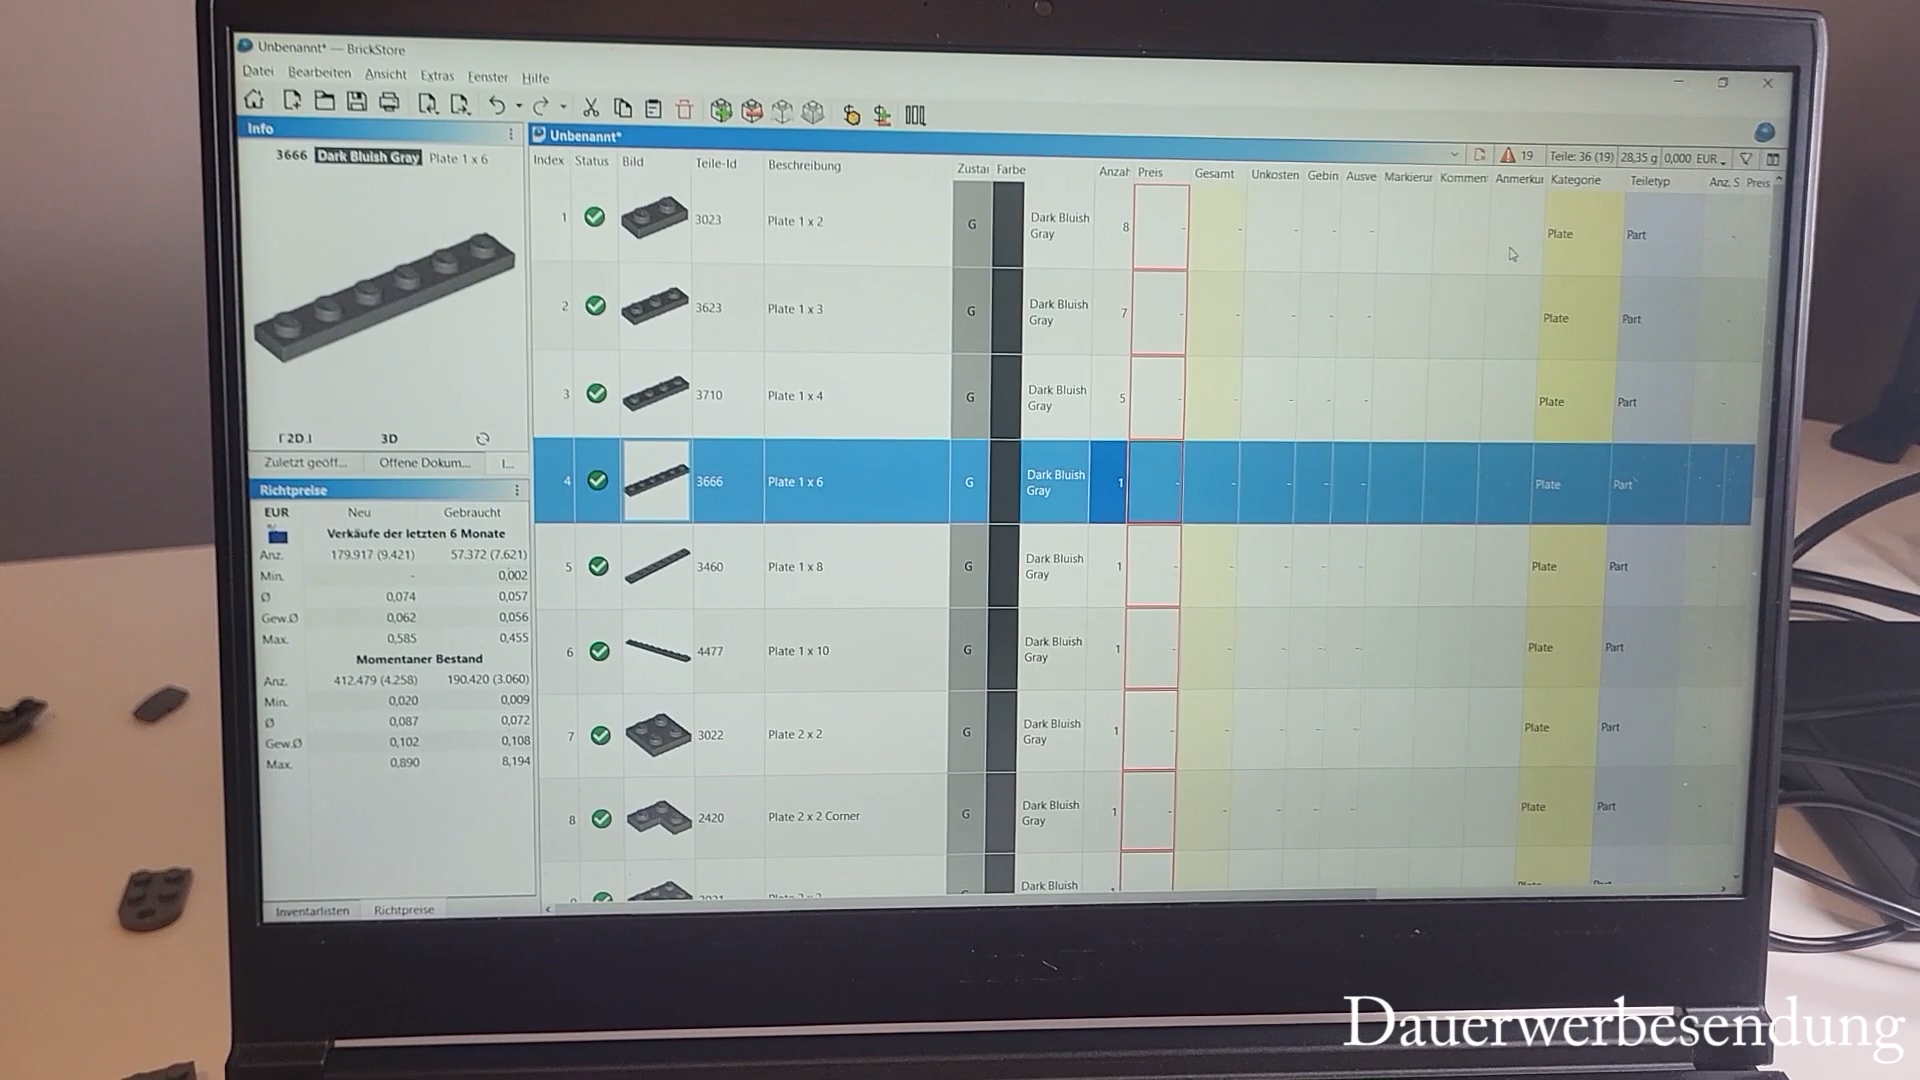 Unbenannt* — BrickStore
Datei Bearbeiten Ansicht Extras Fenster Hilfe
Info
3666 Dark Bluish Gray Plate 1 x 6
2D 3D
Zuletzt geöff... Offene Dokum... I...
Richtpreise
EUR Neu Gebraucht
Verkäufe der letzten 6 Monate
Anz. 179.917 (9.421) 57.372 (7.621)
Min. - 0,002
Ø 0,074 0,057
Gew.Ø 0,062 0,056
Max. 0,585 0,455
Momentaner Bestand
Anz. 412.479 (4.258) 190.420 (3.060)
Min. 0,020 0,009
Ø 0,087 0,072
Gew.Ø 0,102 0,108
Max. 0,890 8,194
Inventarlisten Richtpreise
Unbenannt*
19 Teile: 36 (19) 28,35 g 0,000 EUR
Index Status Bild Teile-Id Beschreibung Zustai Farbe Anzah Preis Gesamt Unkosten Gebin Ausve Markierur Kommen Anmerkur Kategorie Teiletyp Anz. S Preis
1 3023 Plate 1 x 2 G Dark Bluish Gray 8 - - - - - Plate Part -
2 3623 Plate 1 x 3 G Dark Bluish Gray 7 - - - - - Plate Part -
3 3710 Plate 1 x 4 G Dark Bluish Gray 5 - - - - - Plate Part -
4 3666 Plate 1 x 6 G Dark Bluish Gray 1 - - - - - Plate Part -
5 3460 Plate 1 x 8 G Dark Bluish Gray 1 - - - - - Plate Part -
6 4477 Plate 1 x 10 G Dark Bluish Gray 1 - - - - - Plate Part -
7 3022 Plate 2 x 2 G Dark Bluish Gray 1 - - - - - Plate Part -
8 2420 Plate 2 x 2 Corner G Dark Bluish Gray 1 - - - - - Plate Part -
Dark Bluish
Dauerwerbesendung